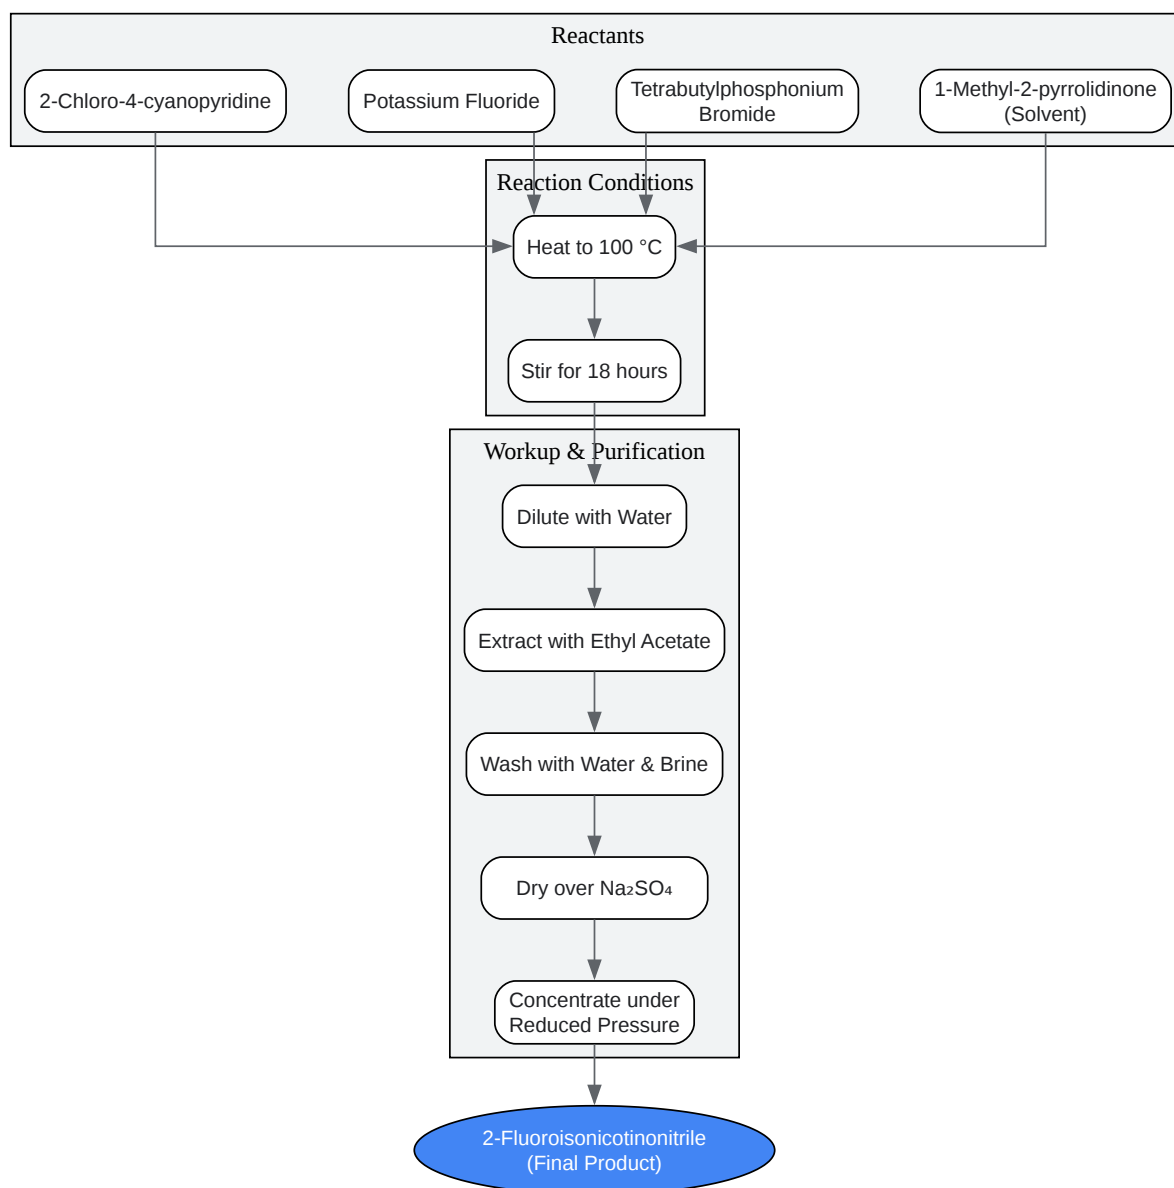 Reactants
2-Chloro-4-cyanopyridine
Potassium Fluoride
Tetrabutylphosphonium
Bromide
1-Methyl-2-pyrrolidinone
(Solvent)
Reaction Conditions
Heat to 100 °C
Stir for 18 hours
Workup & Purification
Dilute with Water
Extract with Ethyl Acetate
Wash with Water & Brine
Dry over Na₂SO₄
Concentrate under
Reduced Pressure
2-Fluoroisonicotinonitrile
(Final Product)